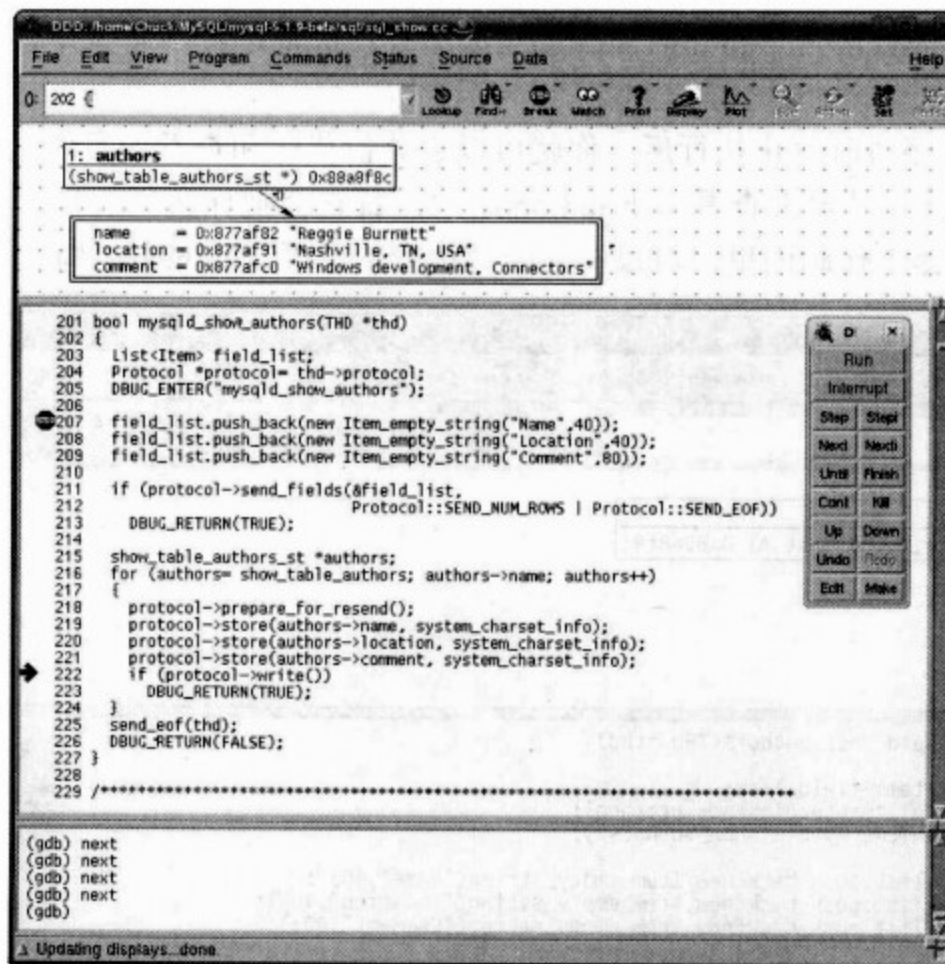 DDD: /home/Chuck/MySQL/mysql-5.1.9-beta/sql/sql_show.cc
File Edit View Program Commands Status Source Data Help
(): 202 {
Lookup Find>> Break Watch Print Display Plot Set
1: authors
(show_table_authors_st *) 0x88a0f8c
*()
name = 0x877af82 "Reggie Burnett"
location = 0x877af91 "Nashville, TN, USA"
comment = 0x877afc0 "Windows development, Connectors"
201 bool mysqld_show_authors(THD *thd)
202
203 List<Item> field_list;
204 Protocol *protocol= thd->protocol;
205 DBUG_ENTER("mysqld_show_authors");
206
207 field_list.push_back(new Item_empty_string("Name",40));
208 field_list.push_back(new Item_empty_string("Location",40));
209 field_list.push_back(new Item_empty_string("Comment",80));
210
211 if (protocol->send_fields(&field_list,
212 Protocol::SEND_NUM_ROWS | Protocol::SEND_EOF))
213 DBUG_RETURN(TRUE);
214
215 show_table_authors_st *authors;
216 for (authors= show_table_authors; authors->name; authors++)
217 {
218 protocol->prepare_for_resend();
219 protocol->store(authors->name, system_charset_info);
220 protocol->store(authors->location, system_charset_info);
221 protocol->store(authors->comment, system_charset_info);
222 if (protocol->write())
223 DBUG_RETURN(TRUE);
224 }
225 send_eof(thd);
226 DBUG_RETURN(FALSE);
227 }
228
229 /****************************************************
D
Run
Interrupt
Step Stepi
Next Nexti
Until Finish
Cont Kill
Up Down
Undo Redo
Edit Make
(gdb) next
(gdb) next
(gdb) next
(gdb) next
(gdb)
Updating displays...done.